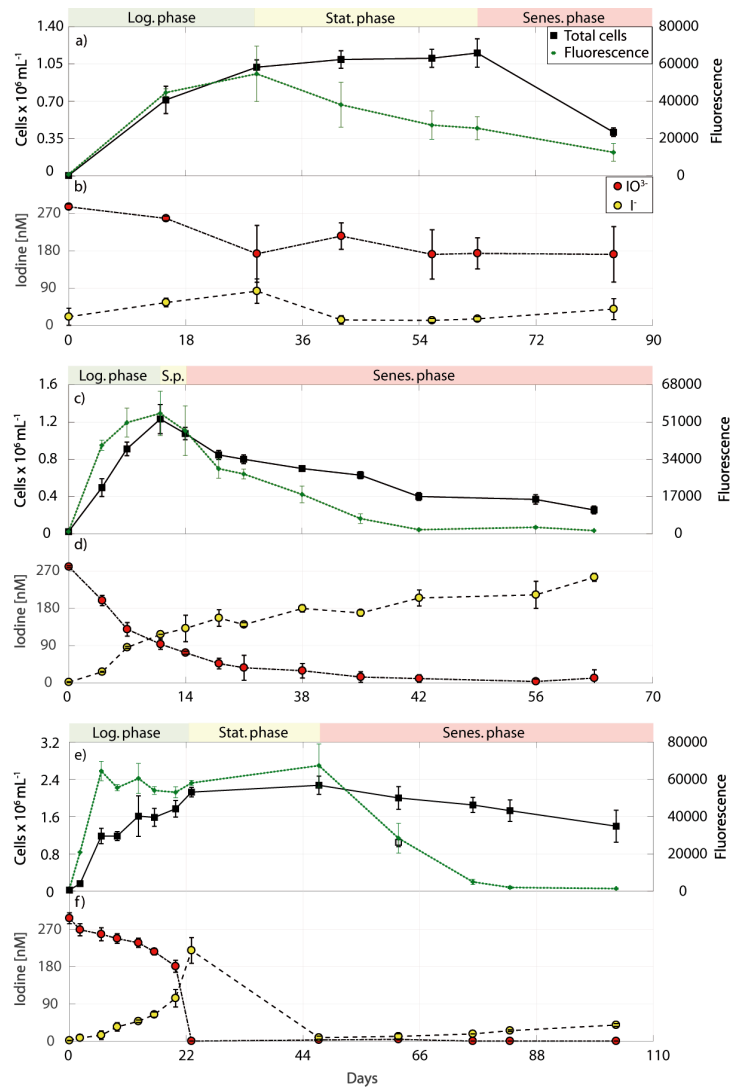 Log. phase Stat. phase Senes. phase
1.40 80000
a) Total cells
Fluorescence
1.05 60000
0.70 40000
0.35 20000
0 0
Cells x 10⁶ mL⁻¹
Fluorescence
b) IO³⁻
I⁻
270
180
90
0
Iodine [nM]
0 18 36 54 72 90
Log. phase S.p. Senes. phase
1.6 68000
c)
1.2 51000
0.8 34000
0.4 17000
0 0
Cells x 10⁶ mL⁻¹
Fluorescence
d)
270
180
90
0
Iodine [nM]
0 14 38 42 56 70
Log. phase Stat. phase Senes. phase
3.2 80000
e)
2.4 60000
1.6 40000
0.8 20000
0 0
Cells x 10⁶ mL⁻¹
Fluorescence
f)
270
180
90
0
Iodine [nM]
0 22 44 66 88 110
Days